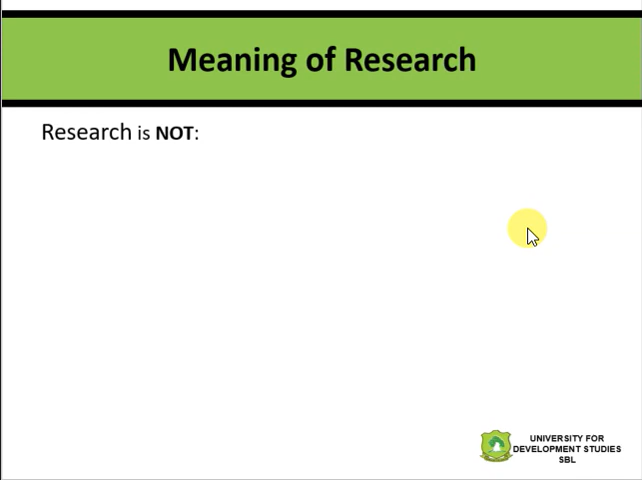 Meaning of Research
Research is NOT:
UNIVERSITY FOR
DEVELOPMENT STUDIES
SBL